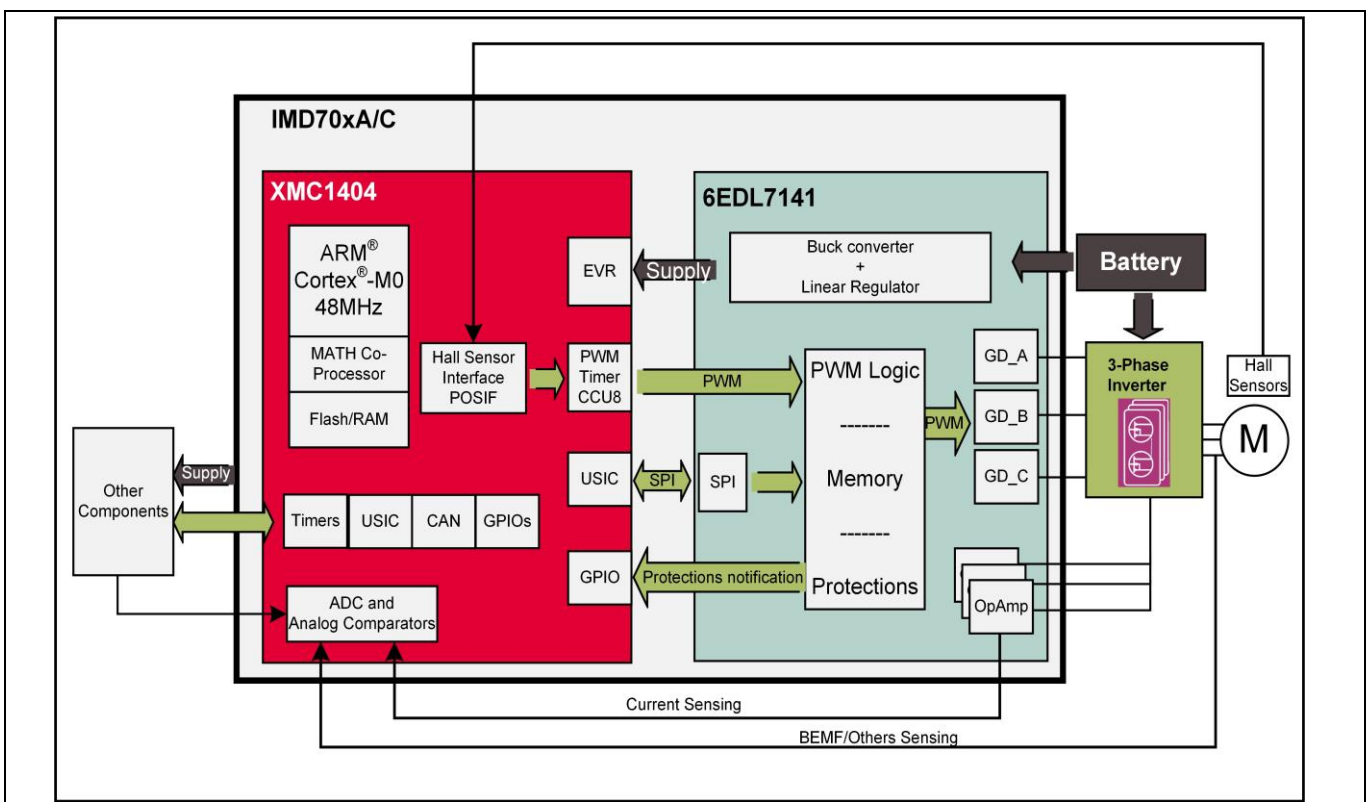 IMD70xA/C
XMC1404
ARM®
Cortex®-M0
48MHz
MATH Co-
Processor
Flash/RAM
Hall Sensor
Interface
POSIF
EVR
PWM
Timer
CCU8
USIC
GPIO
Timers
USIC
CAN
GPIOs
ADC and
Analog Comparators
Supply
PWM
SPI
Protections notification
6EDL7141
Buck converter
+
Linear Regulator
SPI
PWM Logic
-------
Memory
-------
Protections
PWM
GD_A
GD_B
GD_C
OpAmp
Battery
3-Phase
Inverter
Hall
Sensors
M
Other
Components
Supply
Current Sensing
BEMF/Others Sensing